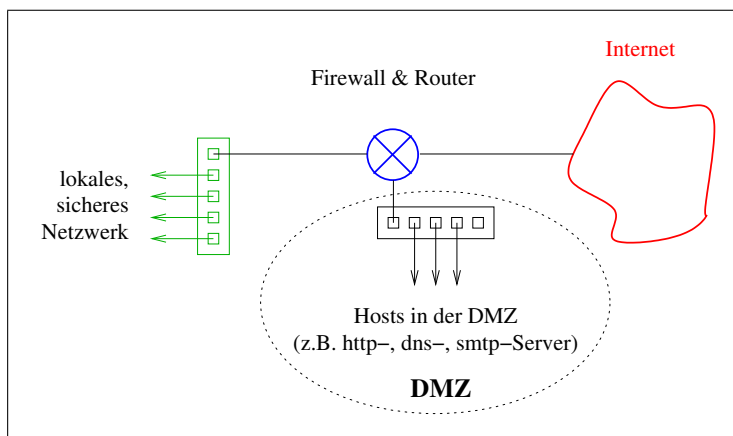 Internet
Firewall & Router
lokales,
sicheres
Netzwerk
Hosts in der DMZ
(z.B. http−, dns−, smtp−Server)
DMZ